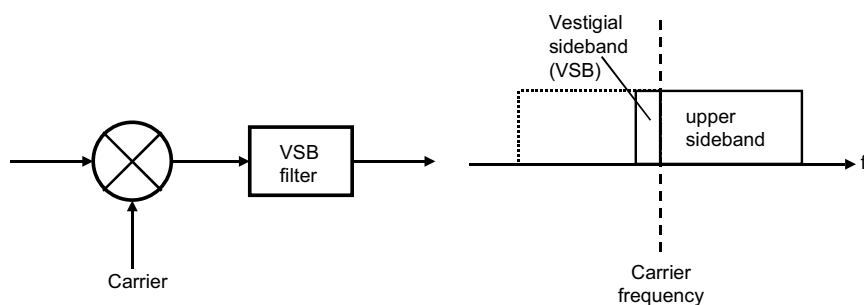 VSB
filter
Carrier
Vestigial
sideband
(VSB)
upper
sideband
f
Carrier
frequency